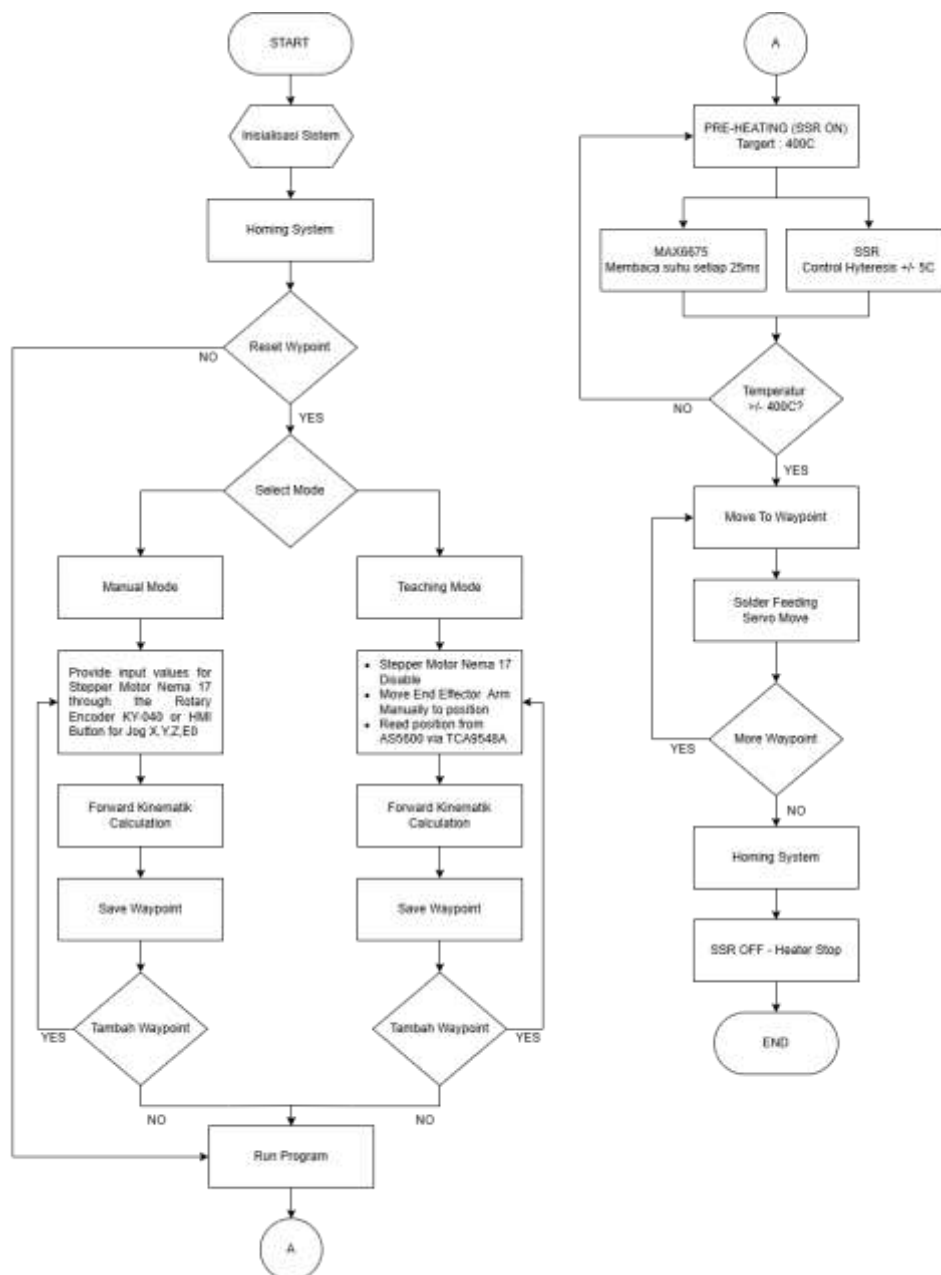 START
Inisialisasi Sistem
Homing System
Reset Wypoint
NO
YES
Select Mode
Manual Mode
Teaching Mode
Provide input values for
Stepper Motor Nema 17
through the Rotary
Encoder KY-040 or HMI
Button for Jog X,Y,Z,E0
• Stepper Motor Nema 17
Disable
• Move End Effector Arm
Manually to position
• Read position from
AS5600 via TCA9548A
Forward Kinematik
Calculation
Forward Kinematik
Calculation
Save Waypoint
Save Waypoint
Tambah Waypoint
YES
Tambah Waypoint
YES
NO
NO
Run Program
A
A
PRE-HEATING (SSR ON)
Targert : 400C
MAX6675
Membaca suhu setiap 25ms
SSR
Control Hyteresis +/- 5C
Temperatur
>/- 400C?
NO
YES
Move To Waypoint
Solder Feeding
Servo Move
More Waypoint
YES
NO
Homing System
SSR OFF - Heater Stop
END